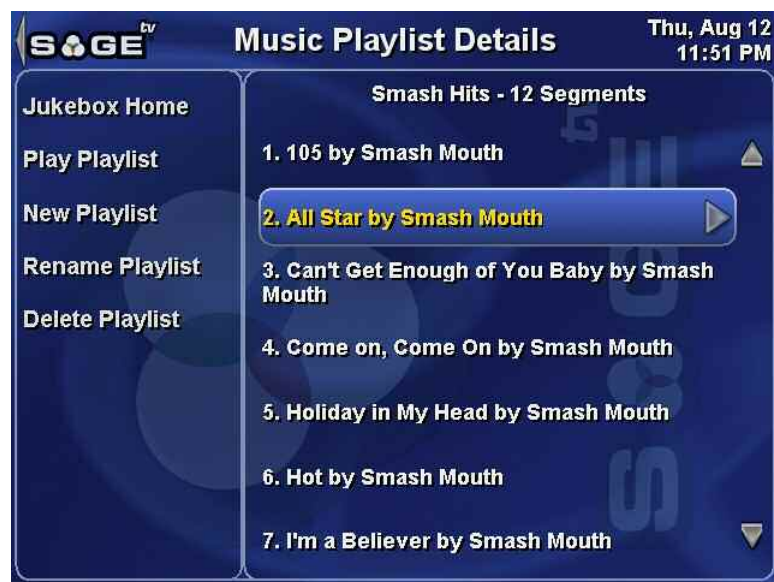 SAGE tv
Music Playlist Details
Thu, Aug 12
11:51 PM
Jukebox Home
Play Playlist
New Playlist
Rename Playlist
Delete Playlist
Smash Hits - 12 Segments
1. 105 by Smash Mouth
2. All Star by Smash Mouth
3. Can't Get Enough of You Baby by Smash
Mouth
4. Come on, Come On by Smash Mouth
5. Holiday in My Head by Smash Mouth
6. Hot by Smash Mouth
7. I'm a Believer by Smash Mouth
SAGE tv